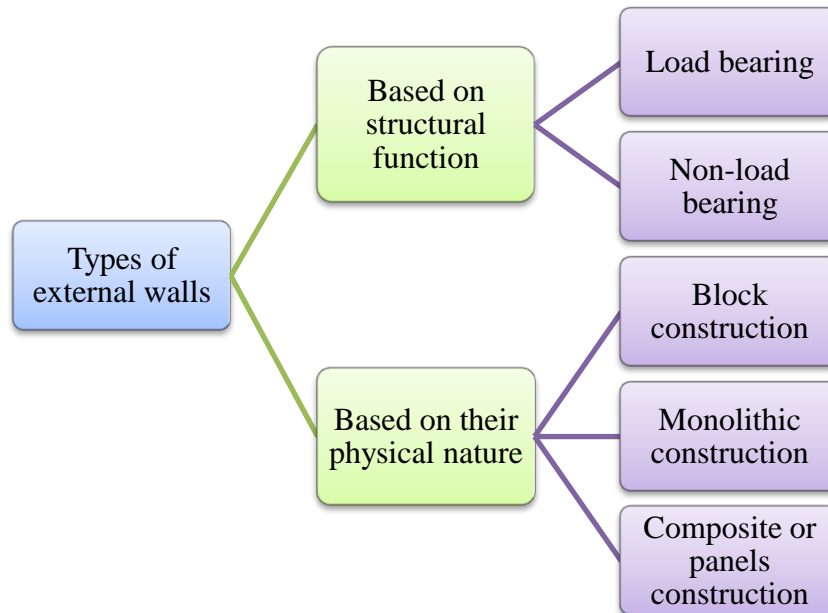 Types of
external walls
Based on
structural
function
Load bearing
Non-load
bearing
Based on their
physical nature
Block
construction
Monolithic
construction
Composite or
panels
construction